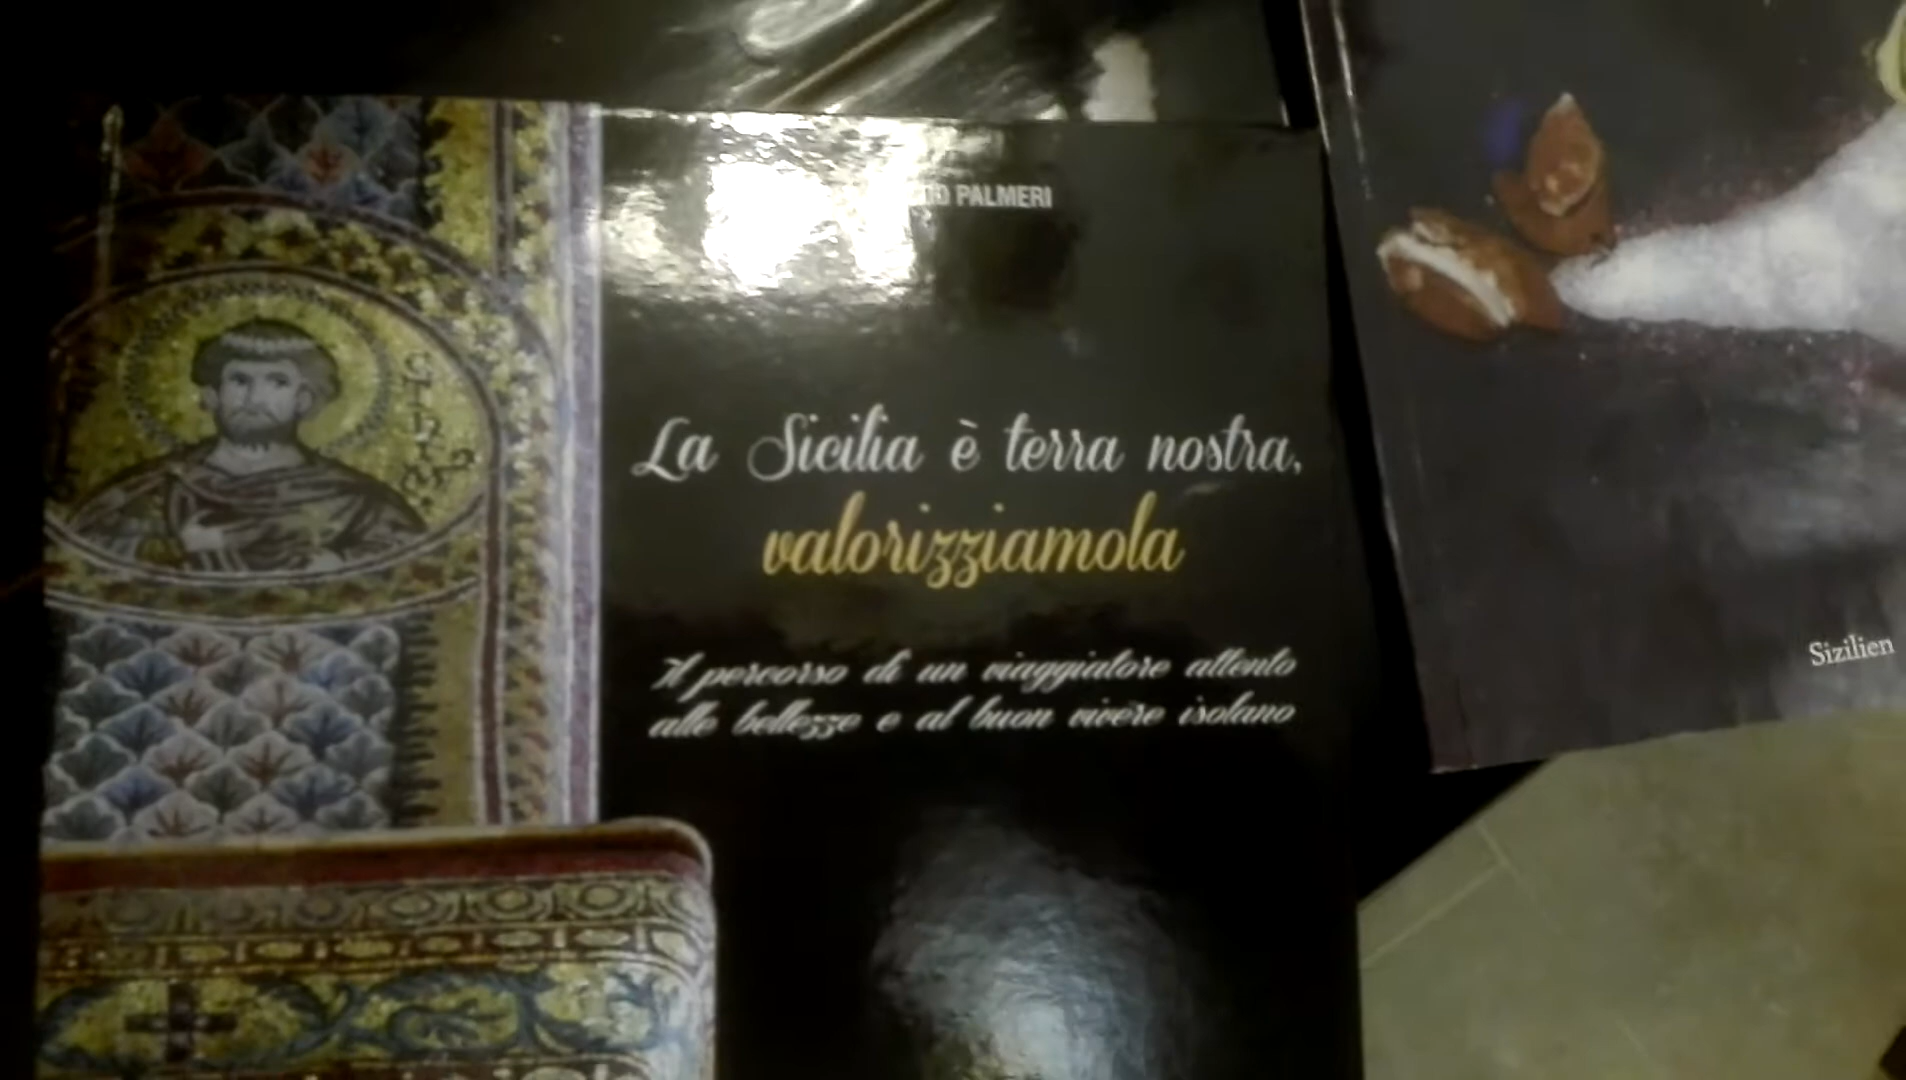 PALMERI
La Sicilia è terra nostra,
valorizziamola
Il percorso di un viaggiatore attento
alle bellezze e al buon vivere isolano
Sizilien